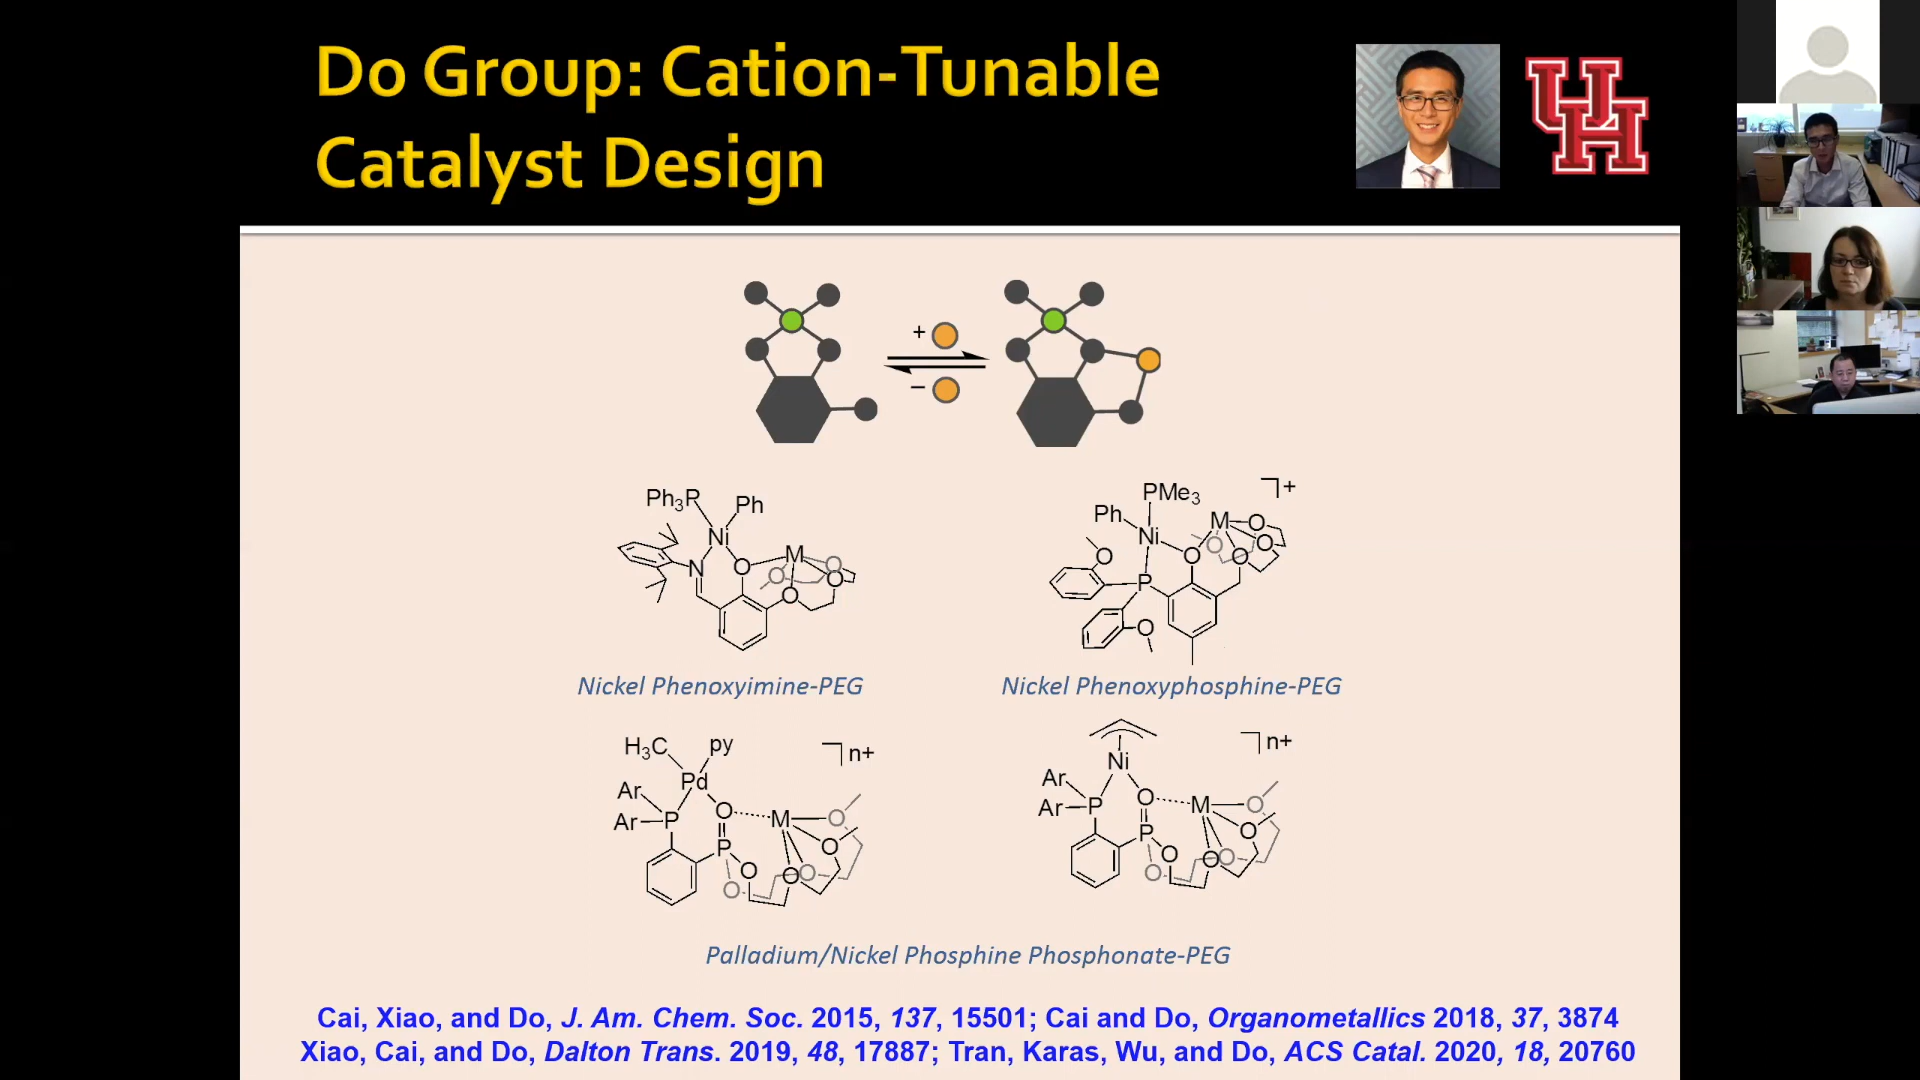 Do Group: Cation-Tunable
Catalyst Design
UH
+
−
Ph3P
Ph
Ni
N
O
M
O
O
O
O
Nickel Phenoxyimine-PEG
PMe3
+
Ph
Ni
M
O
O
O
O
O
O
P
O
Nickel Phenoxyphosphine-PEG
H3C
py
n+
Pd
Ar
Ar
P
O
M
O
O
P
O
O
O
O
n+
Ni
Ar
Ar
P
O
M
O
O
P
O
O
O
O
Palladium/Nickel Phosphine Phosphonate-PEG
Cai, Xiao, and Do, J. Am. Chem. Soc. 2015, 137, 15501; Cai and Do, Organometallics 2018, 37, 3874
Xiao, Cai, and Do, Dalton Trans. 2019, 48, 17887; Tran, Karas, Wu, and Do, ACS Catal. 2020, 18, 20760